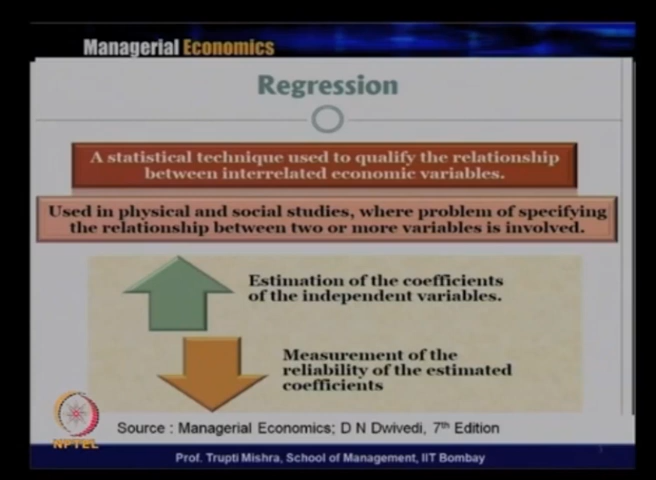 Managerial Economics
Regression
A statistical technique used to qualify the relationship
between interrelated economic variables.
Used in physical and social studies, where problem of specifying
the relationship between two or more variables is involved.
Estimation of the coefficients
of the independent variables.
Measurement of the
reliability of the estimated
coefficients
Source : Managerial Economics; D N Dwivedi, 7th Edition
NPTEL
Prof. Trupti Mishra, School of Management, IIT Bombay